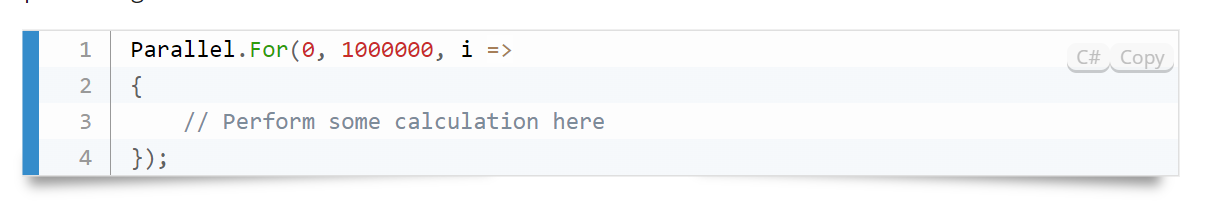 1 Parallel.For(0, 1000000, i =>
C# Copy
2 {
3 // Perform some calculation here
4 });